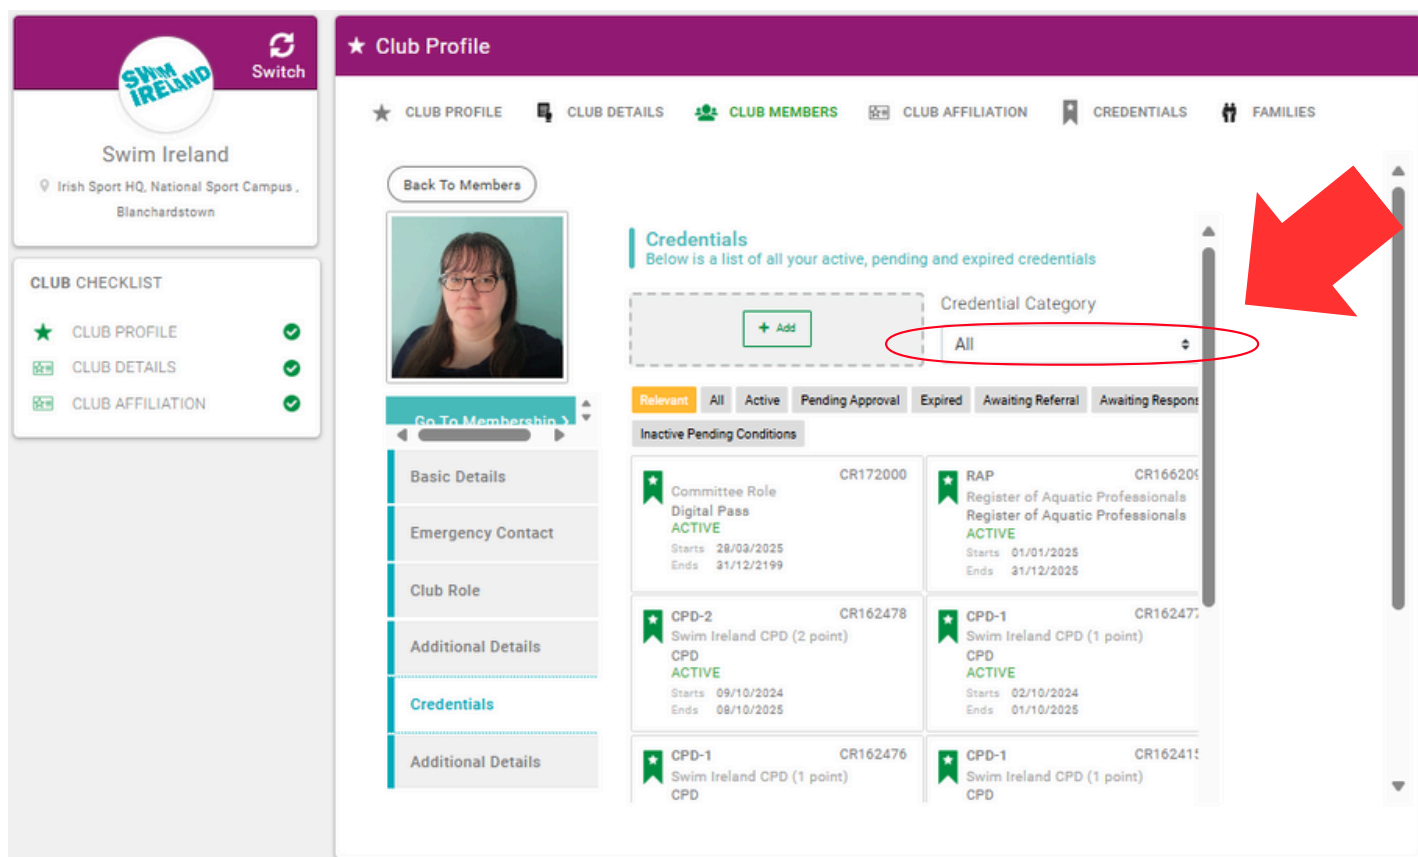 Switch
SWIM
IRELAND
Swim Ireland
Irish Sport HQ, National Sport Campus ,
Blanchardstown
CLUB CHECKLIST
CLUB PROFILE
CLUB DETAILS
CLUB AFFILIATION
Club Profile
CLUB PROFILE CLUB DETAILS CLUB MEMBERS CLUB AFFILIATION CREDENTIALS FAMILIES
Back To Members
Go To Membership
Basic Details
Emergency Contact
Club Role
Additional Details
Credentials
Additional Details
Credentials
Below is a list of all your active, pending and expired credentials
+ Add
Credential Category
All
Relevant All Active Pending Approval Expired Awaiting Referral Awaiting Respons
Inactive Pending Conditions
CR172000
Committee Role
Digital Pass
ACTIVE
Starts 28/03/2025
Ends 31/12/2199
RAP CR166209
Register of Aquatic Professionals
Register of Aquatic Professionals
ACTIVE
Starts 01/01/2025
Ends 31/12/2025
CPD-2 CR162478
Swim Ireland CPD (2 point)
CPD
ACTIVE
Starts 09/10/2024
Ends 08/10/2025
CPD-1 CR162477
Swim Ireland CPD (1 point)
CPD
ACTIVE
Starts 02/10/2024
Ends 01/10/2025
CPD-1 CR162476
Swim Ireland CPD (1 point)
CPD
CPD-1 CR162415
Swim Ireland CPD (1 point)
CPD